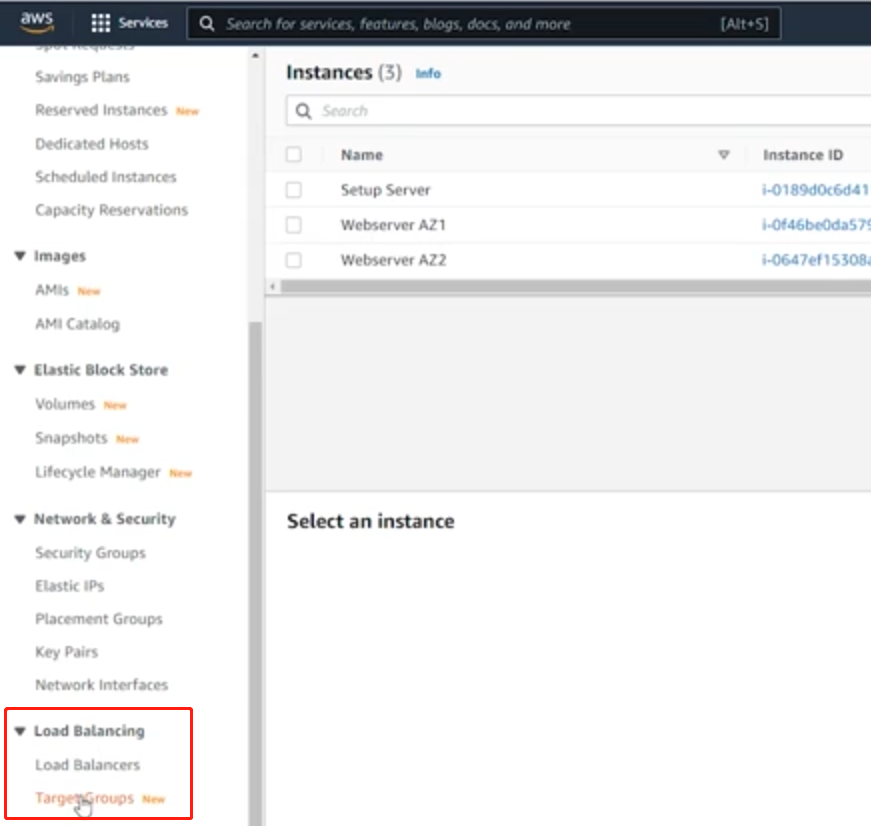 aws
Services
Search for services, features, blogs, docs, and more
[Alt+S]
Spot Requests
Savings Plans
Reserved Instances New
Dedicated Hosts
Scheduled Instances
Capacity Reservations
Images
AMIs New
AMI Catalog
Elastic Block Store
Volumes New
Snapshots New
Lifecycle Manager New
Network & Security
Security Groups
Elastic IPs
Placement Groups
Key Pairs
Network Interfaces
Load Balancing
Load Balancers
Target Groups New
Instances (3) Info
Search
Name Instance ID
Setup Server i-0189d0c6d41
Webserver AZ1 i-0f46be0da579
Webserver AZ2 i-0647ef15308a
Select an instance